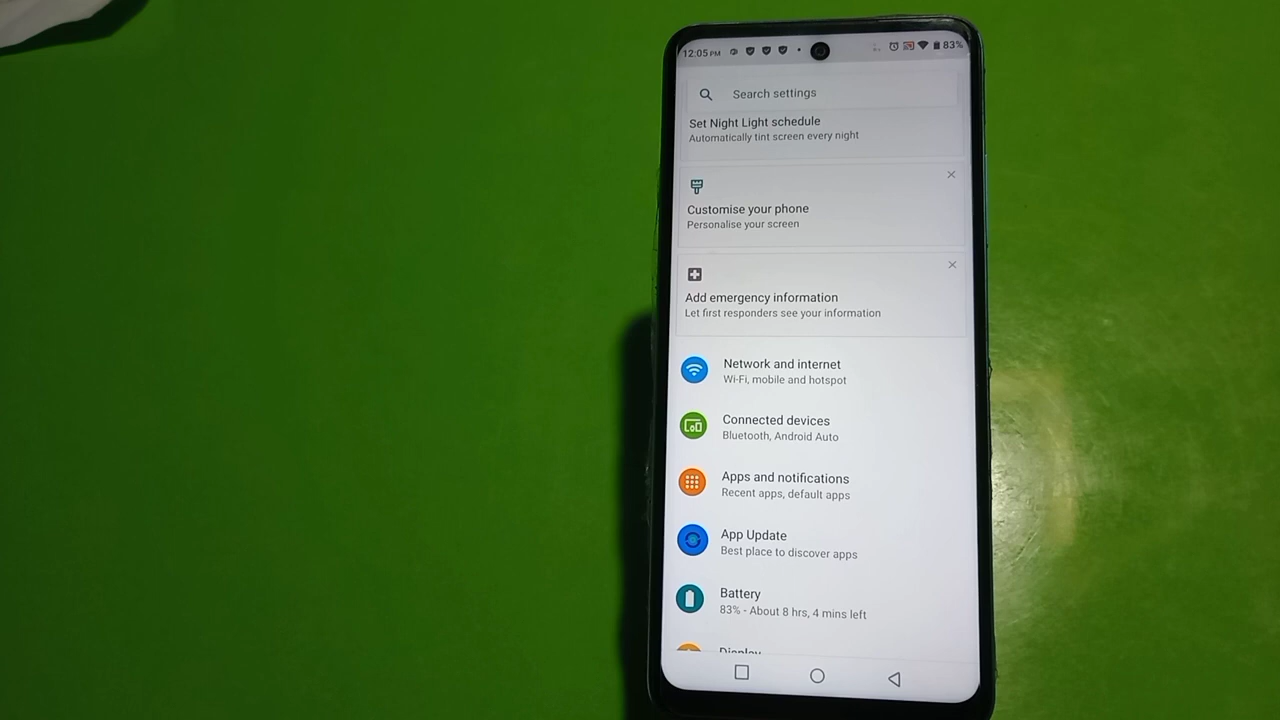 12:05 PM
83%
Search settings
Set Night Light schedule
Automatically tint screen every night
Customise your phone
Personalise your screen
Add emergency information
Let first responders see your information
Network and internet
Wi-Fi, mobile and hotspot
Connected devices
Bluetooth, Android Auto
Apps and notifications
Recent apps, default apps
App Update
Best place to discover apps
Battery
83% - About 8 hrs, 4 mins left
Display